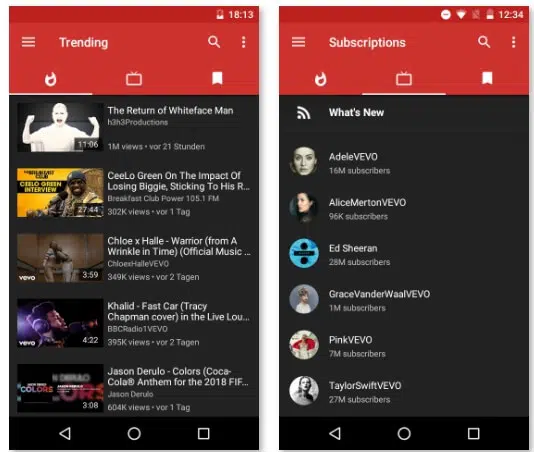 18:13
Trending
11:06
The Return of Whiteface Man
h3h3Productions
1M views • vor 21 Stunden
CEELO GREEN
INTERVIEW
27:44
CeeLo Green On The Impact Of
Losing Biggie, Sticking To His R...
Breakfast Club Power 105.1 FM
302K views • vor 1 Tag
vevo
3:59
Chloe x Halle - Warrior (from A
Wrinkle in Time) (Official Music ...
ChloexHalleVEVO
349K views • vor 2 Tagen
vevo
4:22
Khalid - Fast Car (Tracy
Chapman cover) in the Live Lou...
BBCRadio1VEVO
395K views • vor 2 Tagen
JASON DERULO
COLORS
3:08
Jason Derulo - Colors (Coca-
Cola® Anthem for the 2018 FIF...
Jason Derulo
604K views • vor 1 Tag
12:34
Subscriptions
What's New
AdeleVEVO
16M subscribers
AliceMertonVEVO
96K subscribers
Ed Sheeran
28M subscribers
GraceVanderWaalVEVO
1M subscribers
PinkVEVO
7M subscribers
TaylorSwiftVEVO
27M subscribers